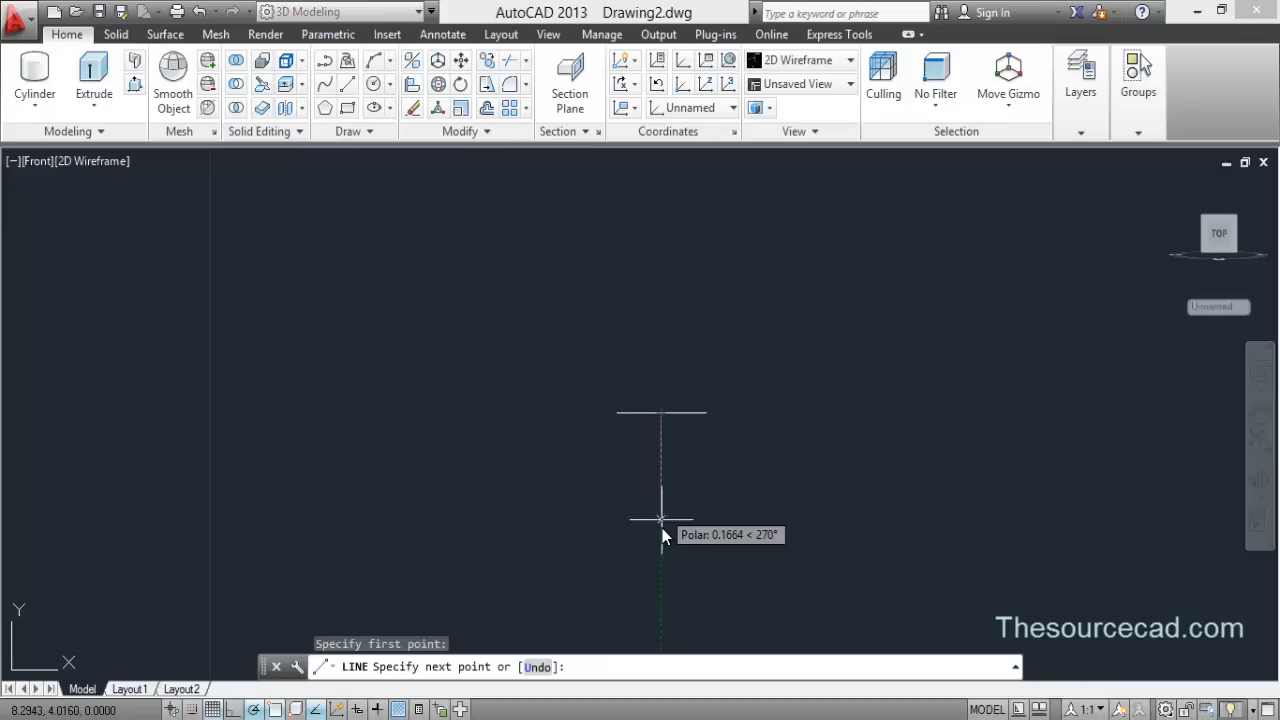 3D Modeling AutoCAD 2013 Drawing2.dwg Type a keyword or phrase Sign In
Home Solid Surface Mesh Render Parametric Insert Annotate Layout View Manage Output Plug-ins Online Express Tools
2D Wireframe
Unsaved View
Unnamed
Cylinder Extrude Smooth Object Section Plane Culling No Filter Move Gizmo Layers Groups
Modeling Mesh Solid Editing Draw Modify Section Coordinates View Selection
[−][Front][2D Wireframe]
TOP
Unnamed
Polar: 0.1664 < 270°
Y
X
Thesourcecad.com
Specify first point:
LINE Specify next point or [Undo]:
Model Layout1 Layout2
8.2943, 4.0160, 0.0000 MODEL 1:1